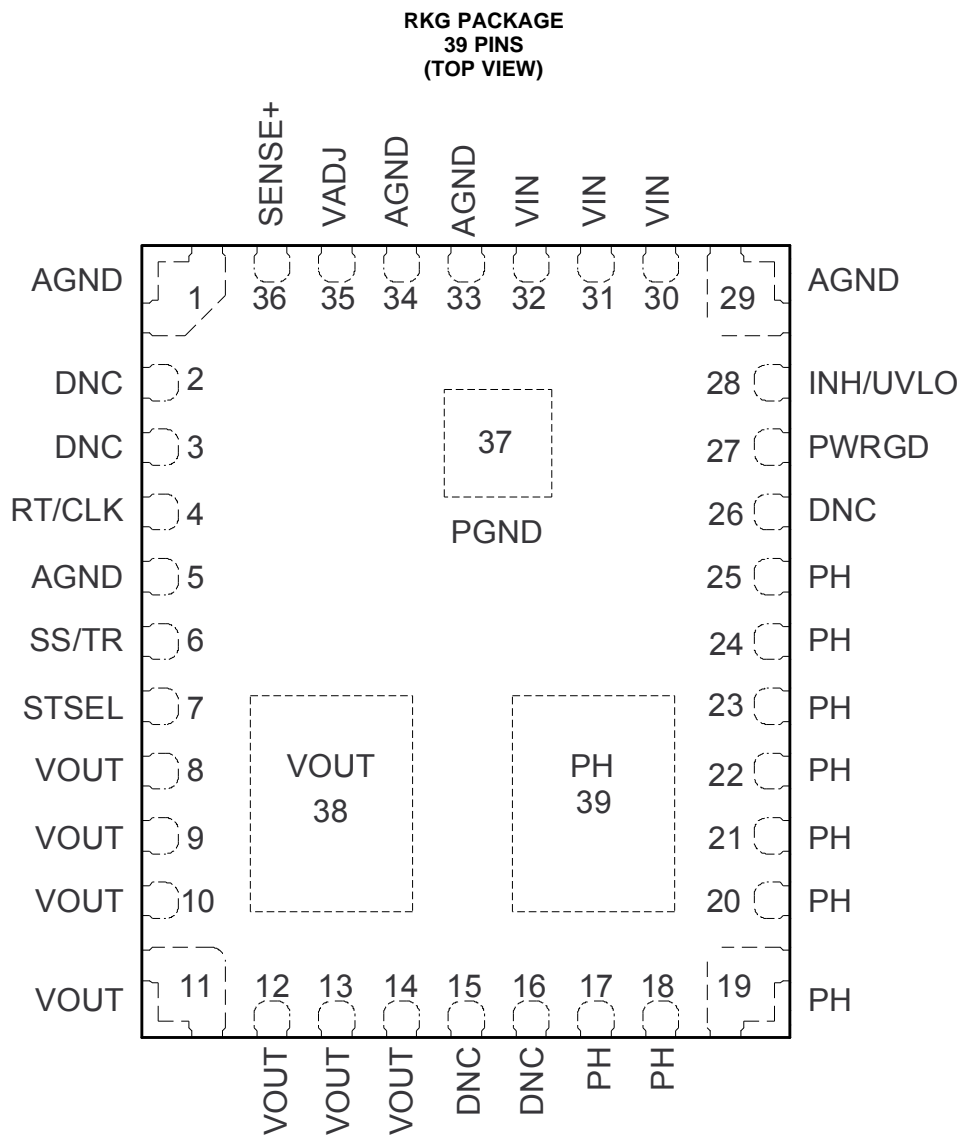 RKG PACKAGE
39 PINS
(TOP VIEW)
SENSE+
VADJ
AGND
AGND
VIN
VIN
VIN
AGND
1
36
35
34
33
32
31
30
29
AGND
DNC
2
28
INH/UVLO
DNC
3
37
27
PWRGD
RT/CLK
4
PGND
26
DNC
AGND
5
25
PH
SS/TR
6
24
PH
STSEL
7
23
PH
VOUT
8
VOUT
38
PH
39
22
PH
VOUT
9
21
PH
VOUT
10
20
PH
VOUT
11
12
13
14
15
16
17
18
19
PH
VOUT
VOUT
VOUT
DNC
DNC
PH
PH